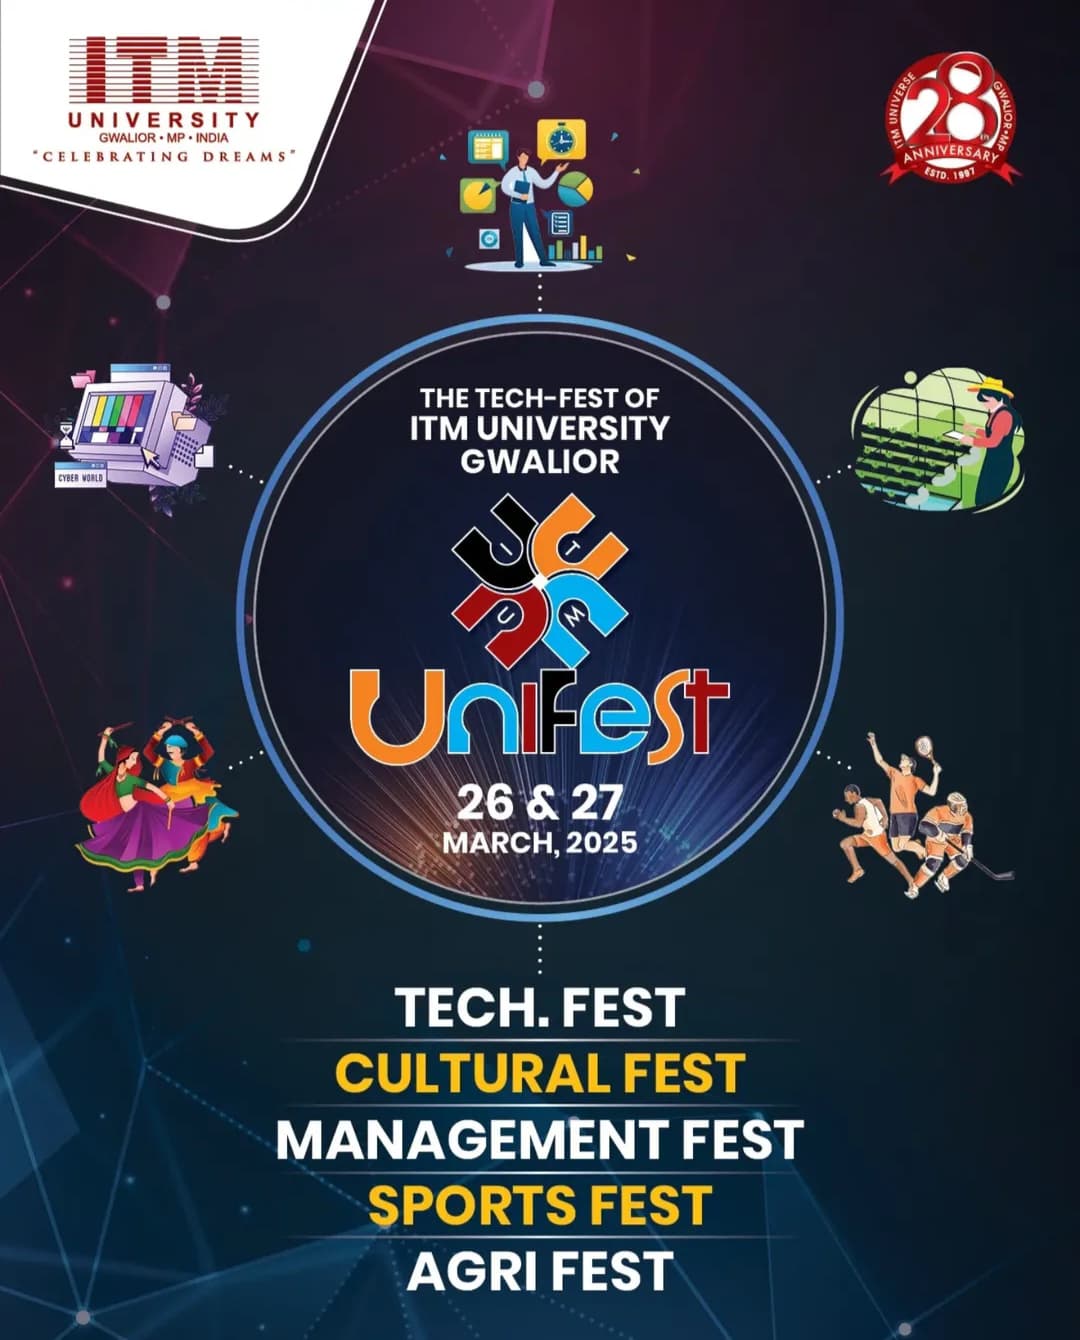 ITM
UNIVERSITY
GWALIOR • MP • INDIA
"CELEBRATING DREAMS"
ITM UNIVERSE GWALIOR•MP
28
ANNIVERSARY
ESTD. 1997
CYBER WORLD
THE TECH-FEST OF
ITM UNIVERSITY
GWALIOR
I T
U M
UNIFEST
26 & 27
MARCH, 2025
TECH. FEST
CULTURAL FEST
MANAGEMENT FEST
SPORTS FEST
AGRI FEST